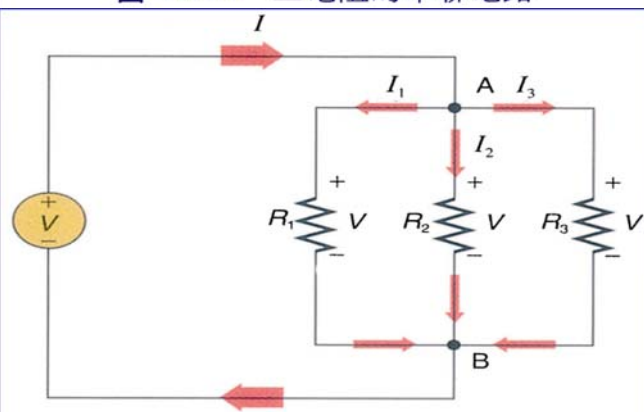 I
I₁ A I₃
I₂
+ + + +
V R₁ V R₂ V R₃ V
− − − −
B